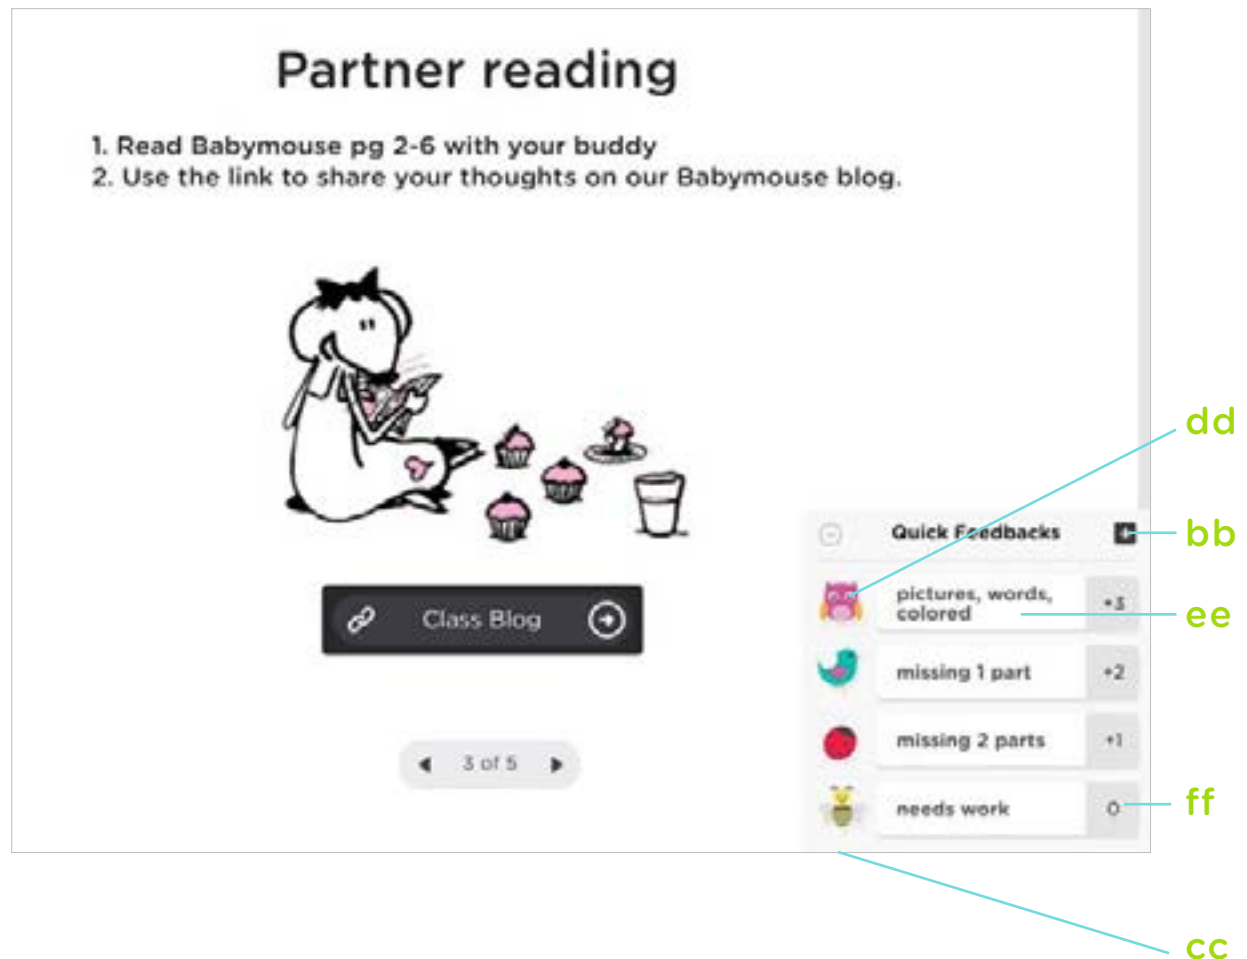 Partner reading
1. Read Babymouse pg 2-6 with your buddy
2. Use the link to share your thoughts on our Babymouse blog.
dd
Quick Feedbacks
bb
pictures, words,
colored
+3
ee
Class Blog
missing 1 part
+2
missing 2 parts
+1
3 of 5
needs work
0
ff
cc